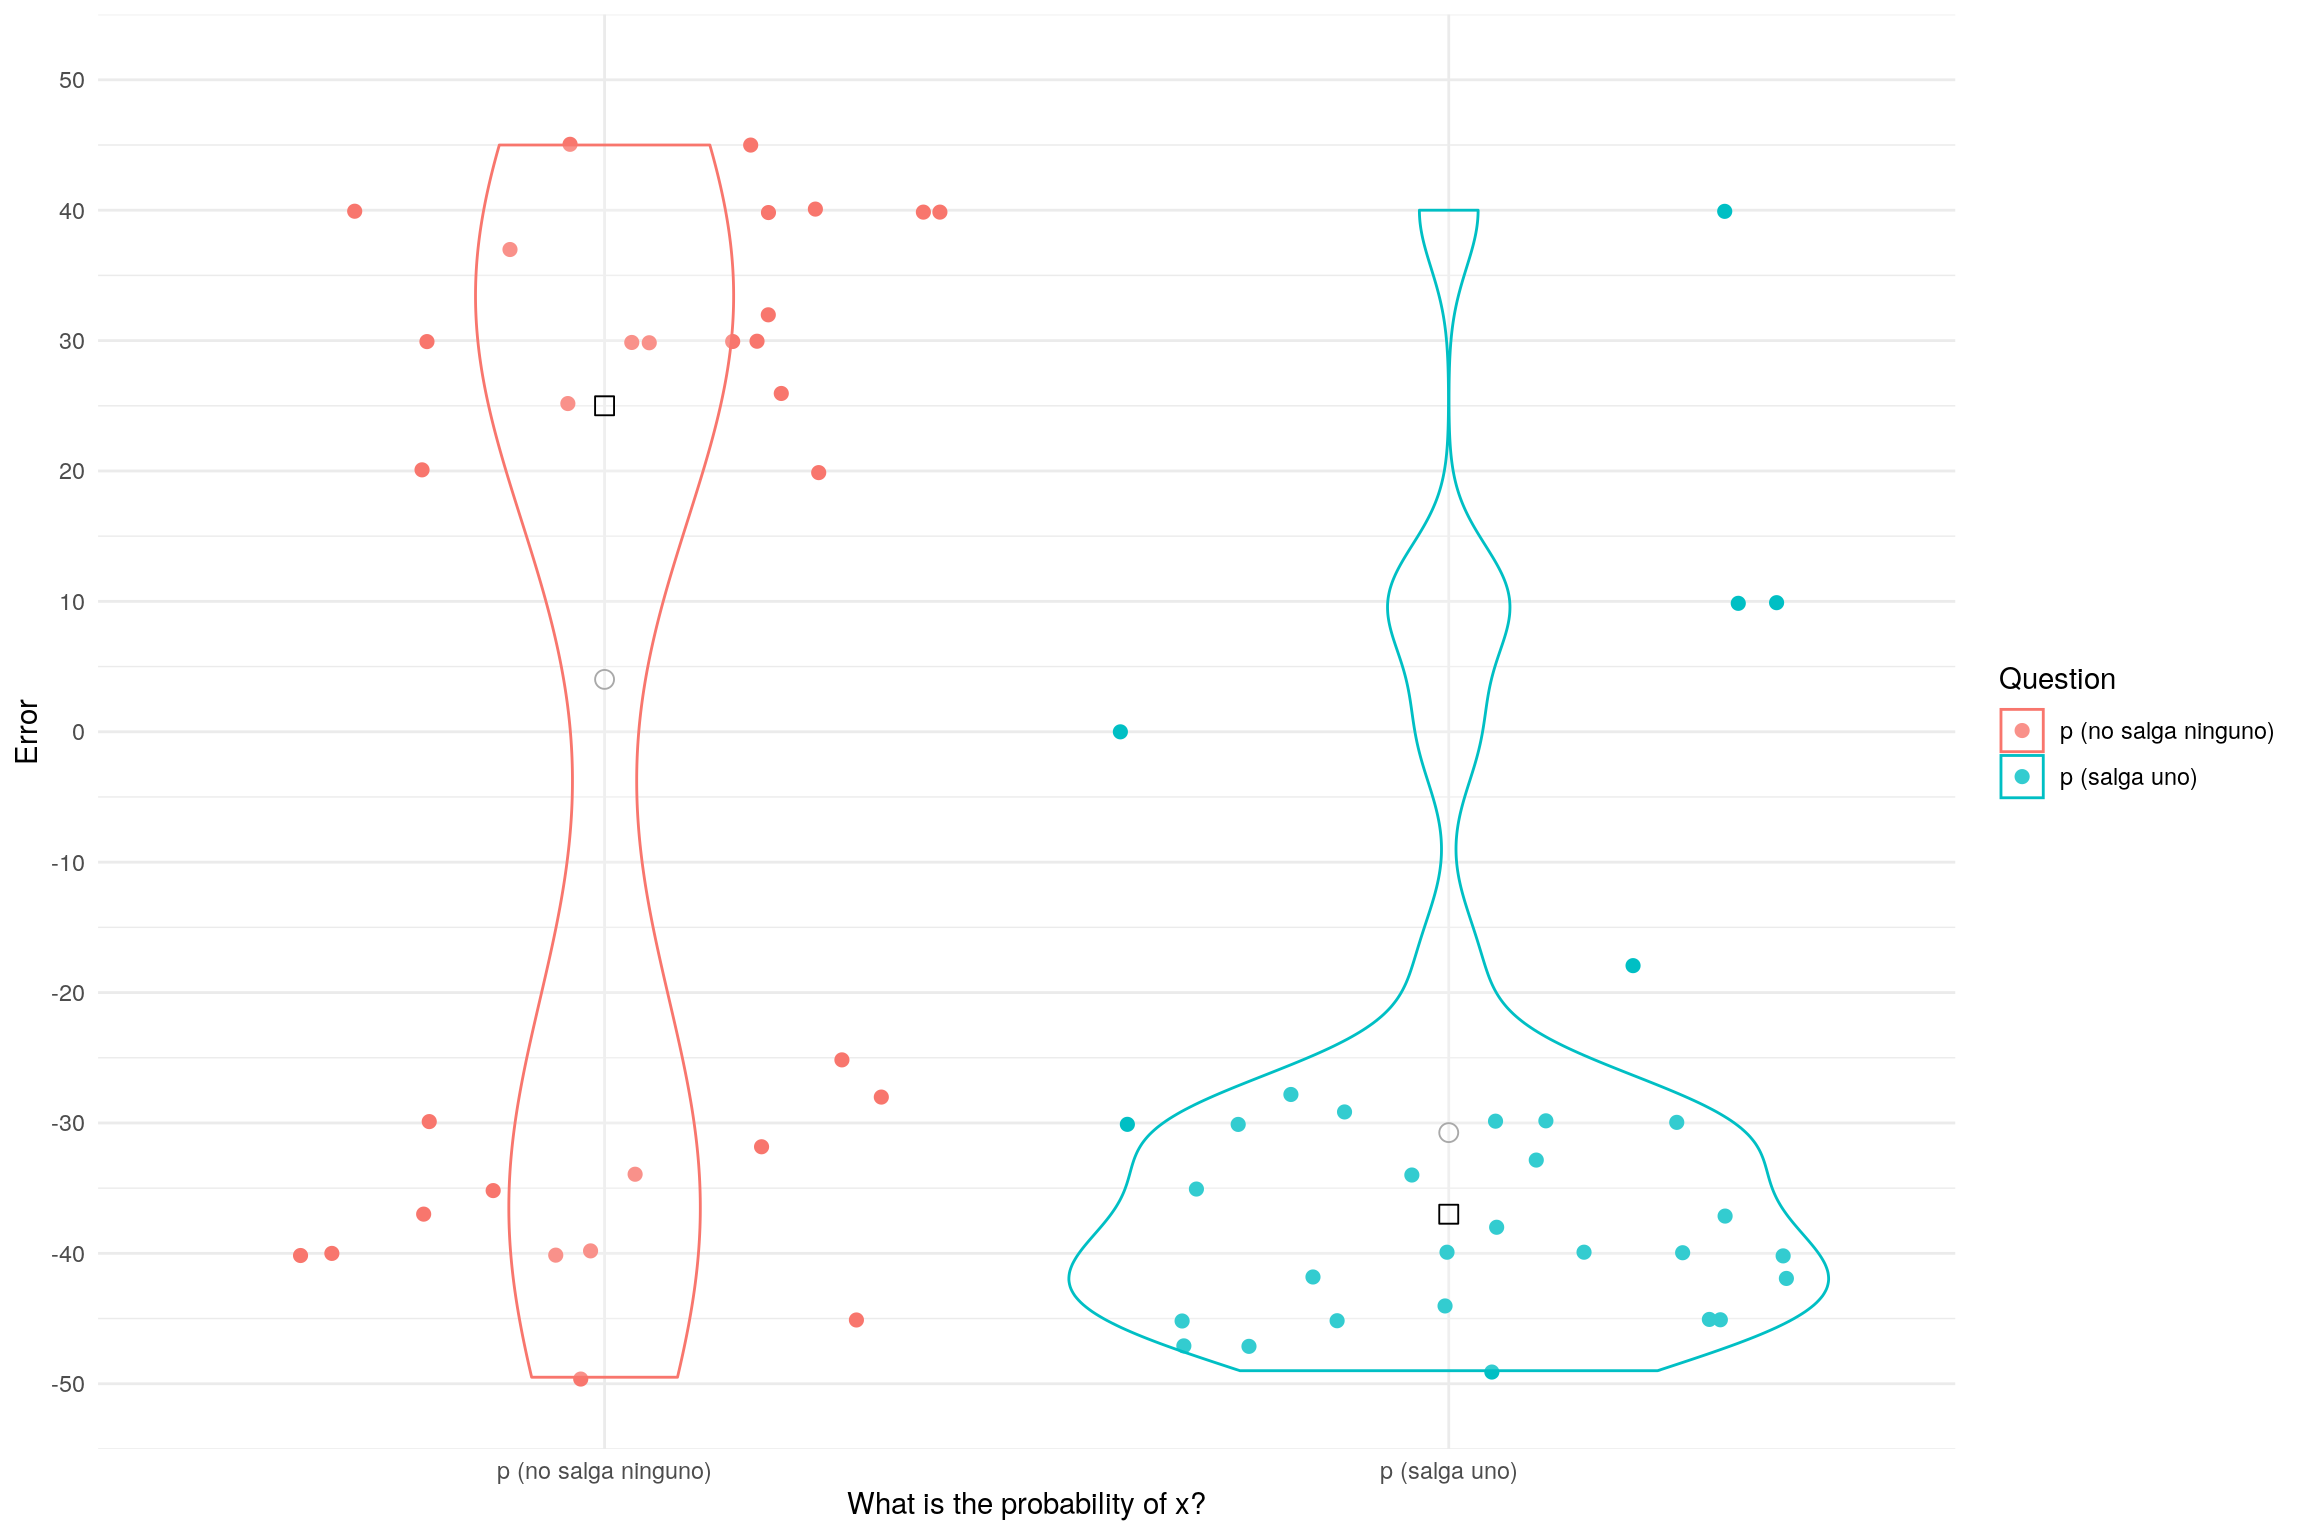 50
40
30
20
10
0
-10
-20
-30
-40
-50
Error
p (no salga ninguno)
p (salga uno)
What is the probability of x?
Question
p (no salga ninguno)
p (salga uno)